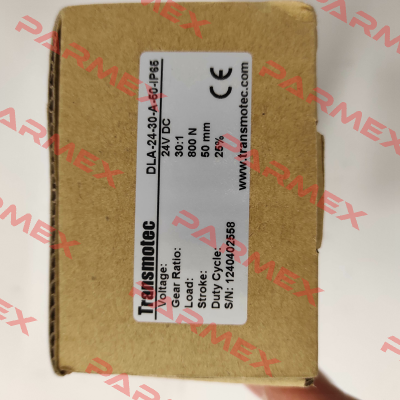 Transmotec
DLA-24-30-A-50-IP65
Voltage: 24V DC
Gear Ratio: 30:1
Load: 800 N
Stroke: 50 mm
Duty Cycle: 25%
S/N: 1240402558
www.transmotec.com
CE
PARMEX
PARMEX
PARMEX
PARMEX
PARMEX